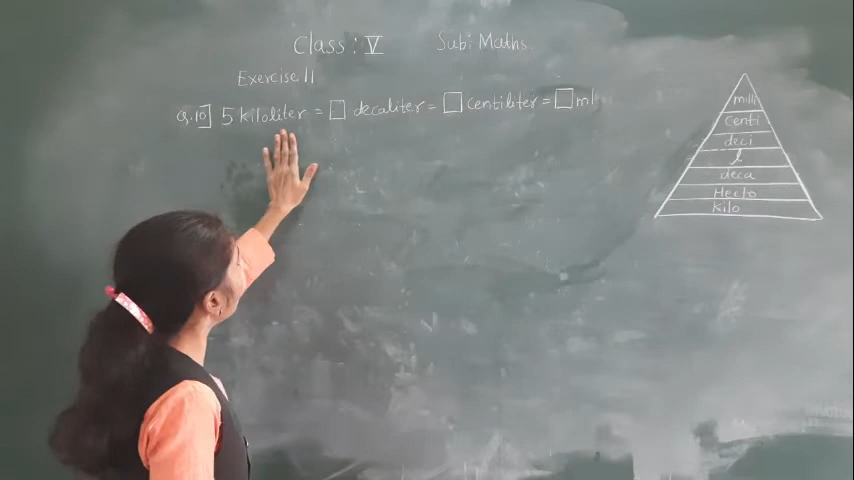 Class : V Sub: Maths
Exercise 11
Q.10] 5 kiloliter = □ decaliter = □ centiliter = □ ml
milli
centi
deci
l
deca
Hecto
Kilo